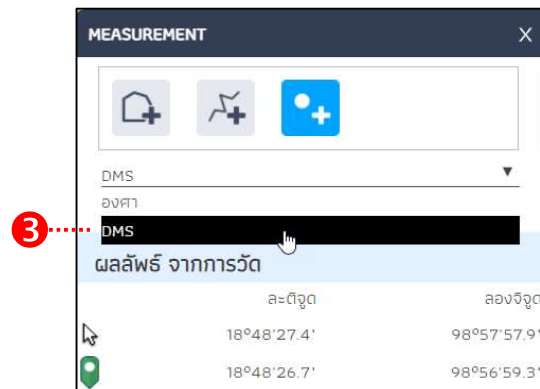 MEASUREMENT X
DMS ▼
องศา
3 DMS
ผลลัพธ์ จากการวัด
ละติจูด ลองจิจูด
18°48'27.4' 98°57'57.9'
18°48'26.7' 98°56'59.3'